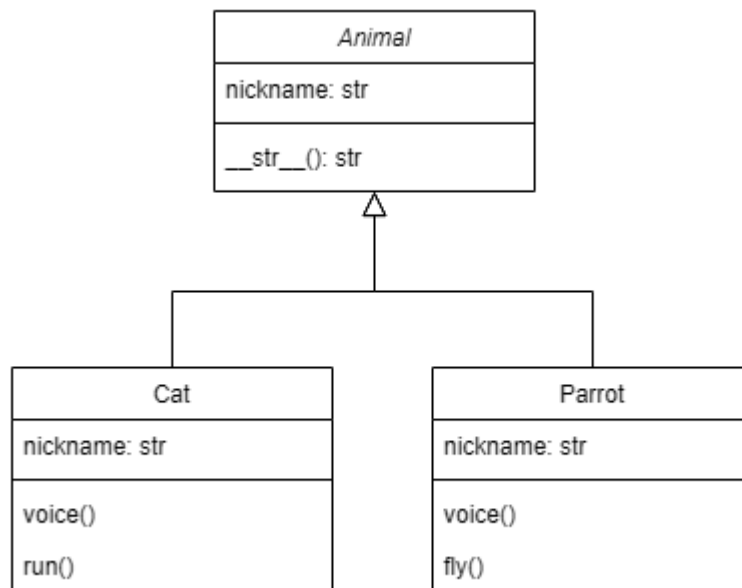 Animal
nickname: str
__str__(): str
Cat
nickname: str
voice()
run()
Parrot
nickname: str
voice()
fly()